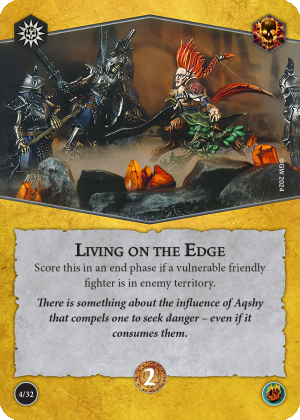 ©GW 2024
Living on the Edge
Score this in an end phase if a vulnerable friendly
fighter is in enemy territory.
There is something about the influence of Aqshy
that compels one to seek danger – even if it
consumes them.
2
4/32